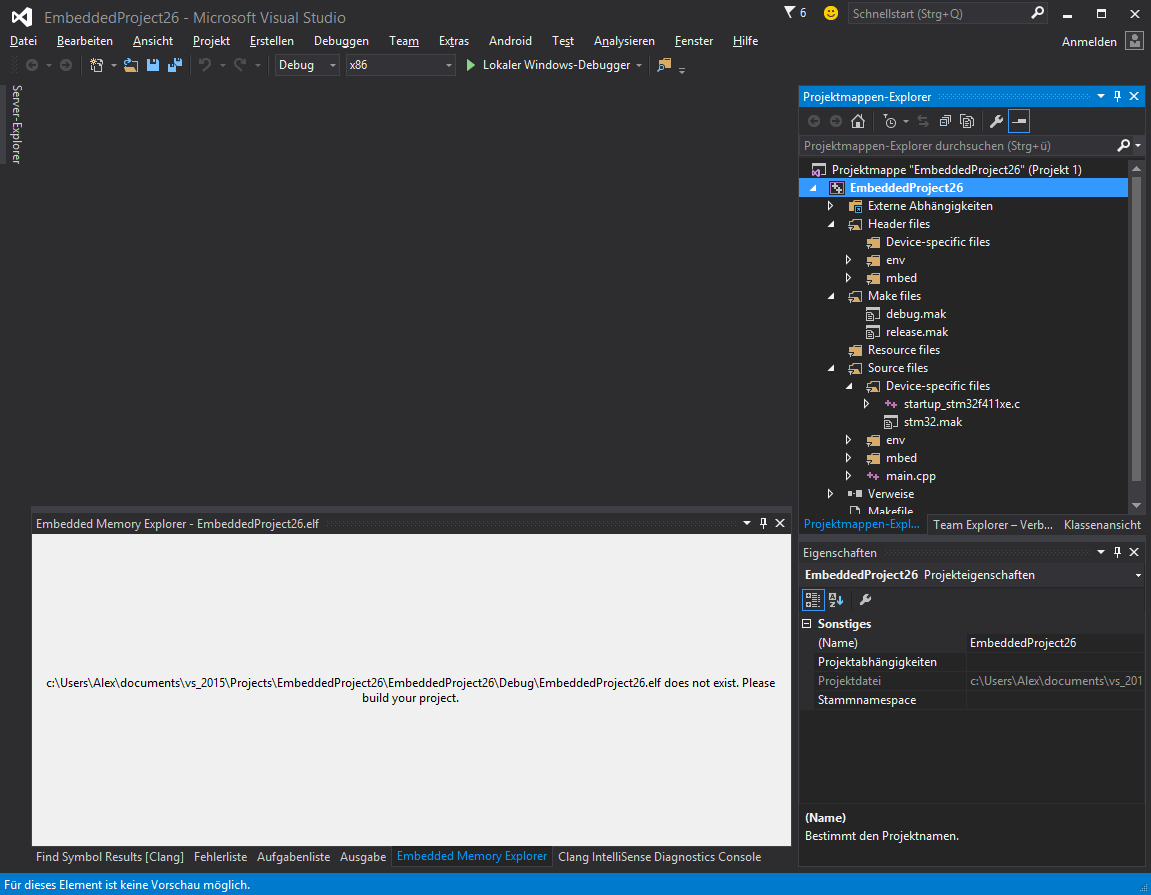 EmbeddedProject26 - Microsoft Visual Studio
6
Schnellstart (Strg+Q)
Datei Bearbeiten Ansicht Projekt Erstellen Debuggen Team Extras Android Test Analysieren Fenster Hilfe
Anmelden
Debug
x86
Lokaler Windows-Debugger
Server-Explorer
Projektmappen-Explorer
Projektmappen-Explorer durchsuchen (Strg+ü)
Projektmappe "EmbeddedProject26" (Projekt 1)
EmbeddedProject26
Externe Abhängigkeiten
Header files
Device-specific files
env
mbed
Make files
debug.mak
release.mak
Resource files
Source files
Device-specific files
startup_stm32f411xe.c
stm32.mak
env
mbed
main.cpp
Verweise
Makefile
Projektmappen-Expl... Team Explorer – Verb... Klassenansicht
Embedded Memory Explorer - EmbeddedProject26.elf
c:\Users\Alex\documents\vs_2015\Projects\EmbeddedProject26\EmbeddedProject26\Debug\EmbeddedProject26.elf does not exist. Please
build your project.
Find Symbol Results [Clang] Fehlerliste Aufgabenliste Ausgabe Embedded Memory Explorer Clang IntelliSense Diagnostics Console
Eigenschaften
EmbeddedProject26 Projekteigenschaften
Sonstiges
(Name) EmbeddedProject26
Projektabhängigkeiten
Projektdatei c:\Users\Alex\documents\vs_201
Stammnamespace
(Name)
Bestimmt den Projektnamen.
Für dieses Element ist keine Vorschau möglich.